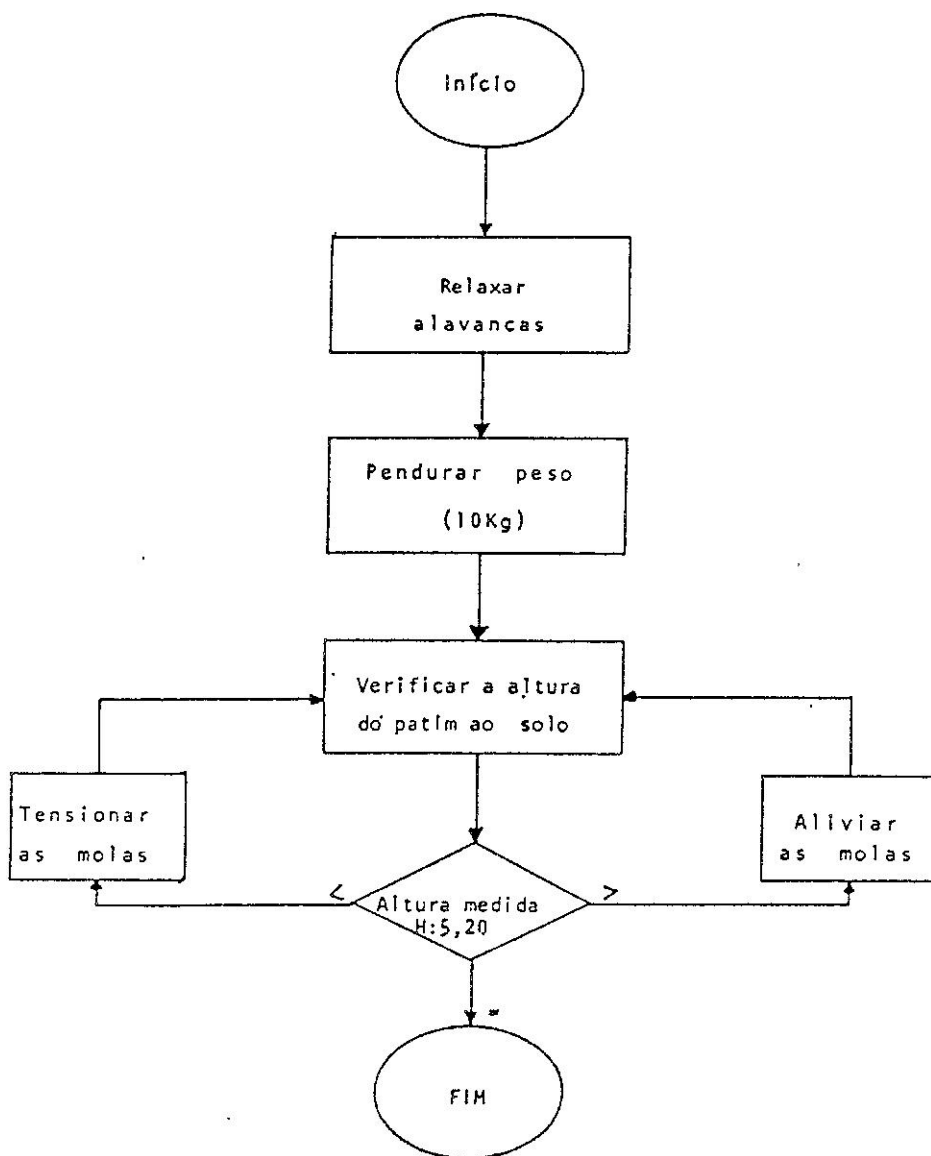 Início
Relaxar
alavancas
Pendurar peso
(10Kg)
Verificar a altura
do patim ao solo
Tensionar
as molas
Aliviar
as molas
<
>
Altura medida
H:5,20
=
FIM